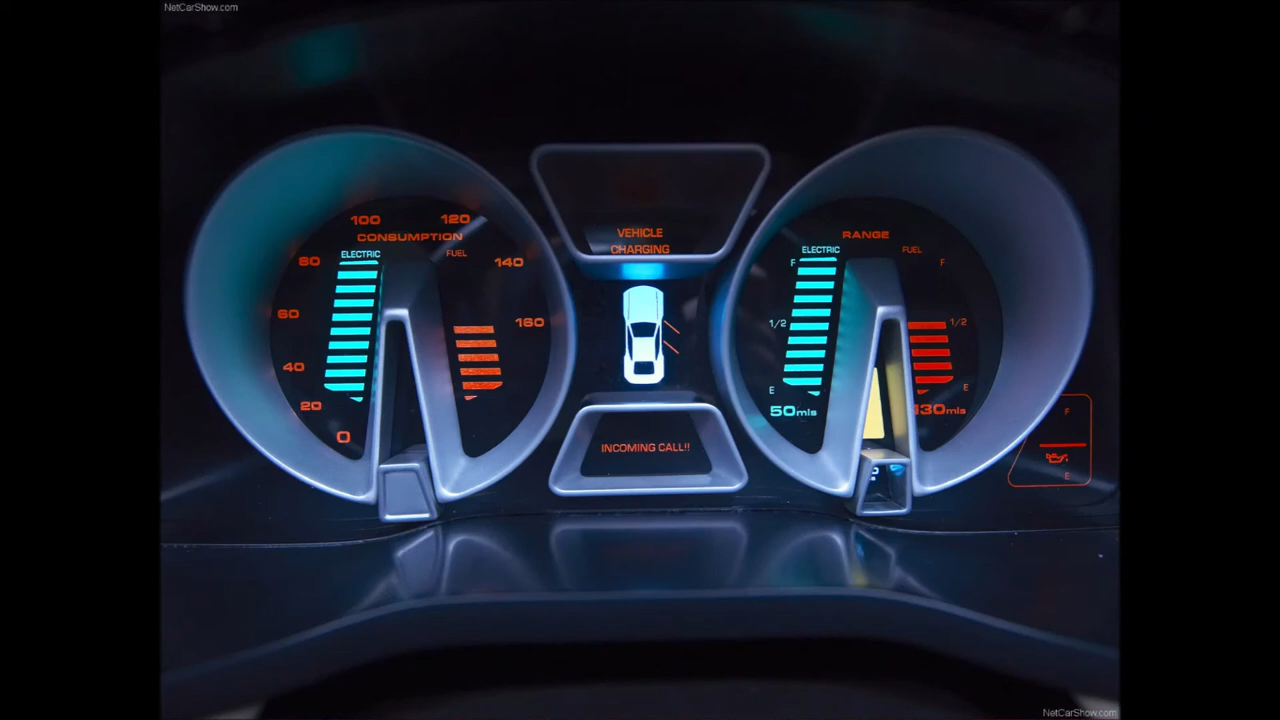 NetCarShow.com
100
120
CONSUMPTION
ELECTRIC
FUEL
80
140
60
160
40
20
0
VEHICLE
CHARGING
INCOMING CALL!!
RANGE
ELECTRIC
FUEL
F
F
1/2
1/2
E
E
50mls
130mls
F
E
NetCarShow.com